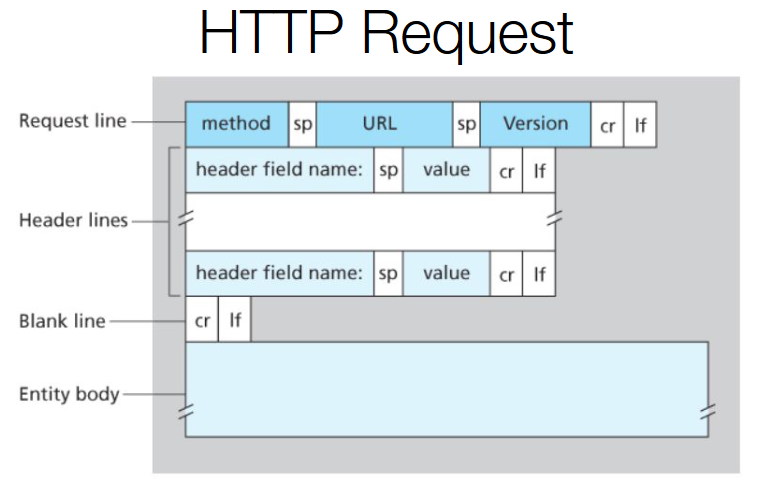 HTTP Request
Request line method sp URL sp Version cr lf
header field name: sp value cr lf
Header lines
header field name: sp value cr lf
Blank line cr lf
Entity body